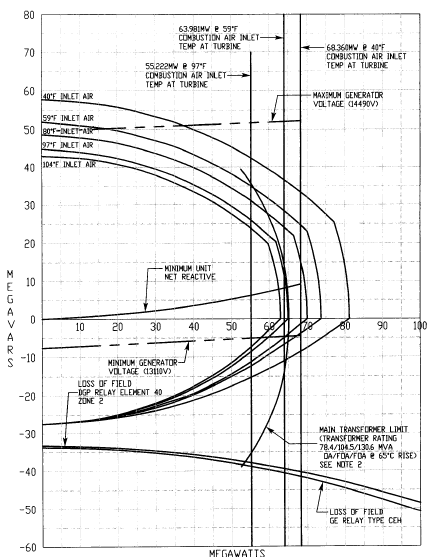 63.981MW @ 59°F
COMBUSTION AIR INLET
TEMP AT TURBINE
55.222MW @ 97°F
COMBUSTION AIR INLET
TEMP AT TURBINE
68.360MW @ 40°F
COMBUSTION AIR INLET
TEMP AT TURBINE
MAXIMUM GENERATOR
VOLTAGE (14490V)
80
70
60
50
40
30
20
10
0
-10
-20
-30
-40
-50
-60
40°F INLET AIR
59°F INLET AIR
80°F INLET AIR
97°F INLET AIR
104°F INLET AIR
MEGAVARS
MINIMUM UNIT
NET REACTIVE
10 20 30 40 50 60 70 80 90 100
MINIMUM GENERATOR
VOLTAGE (13110V)
LOSS OF FIELD
DGP RELAY ELEMENT 40
ZONE 2
MAIN TRANSFORMER LIMIT
(TRANSFORMER RATING
78.4/104.5/130.6 MVA
OA/FOA/FOA @ 65°C RISE)
SEE NOTE 2
LOSS OF FIELD
GE RELAY TYPE CEH
MEGAWATTS